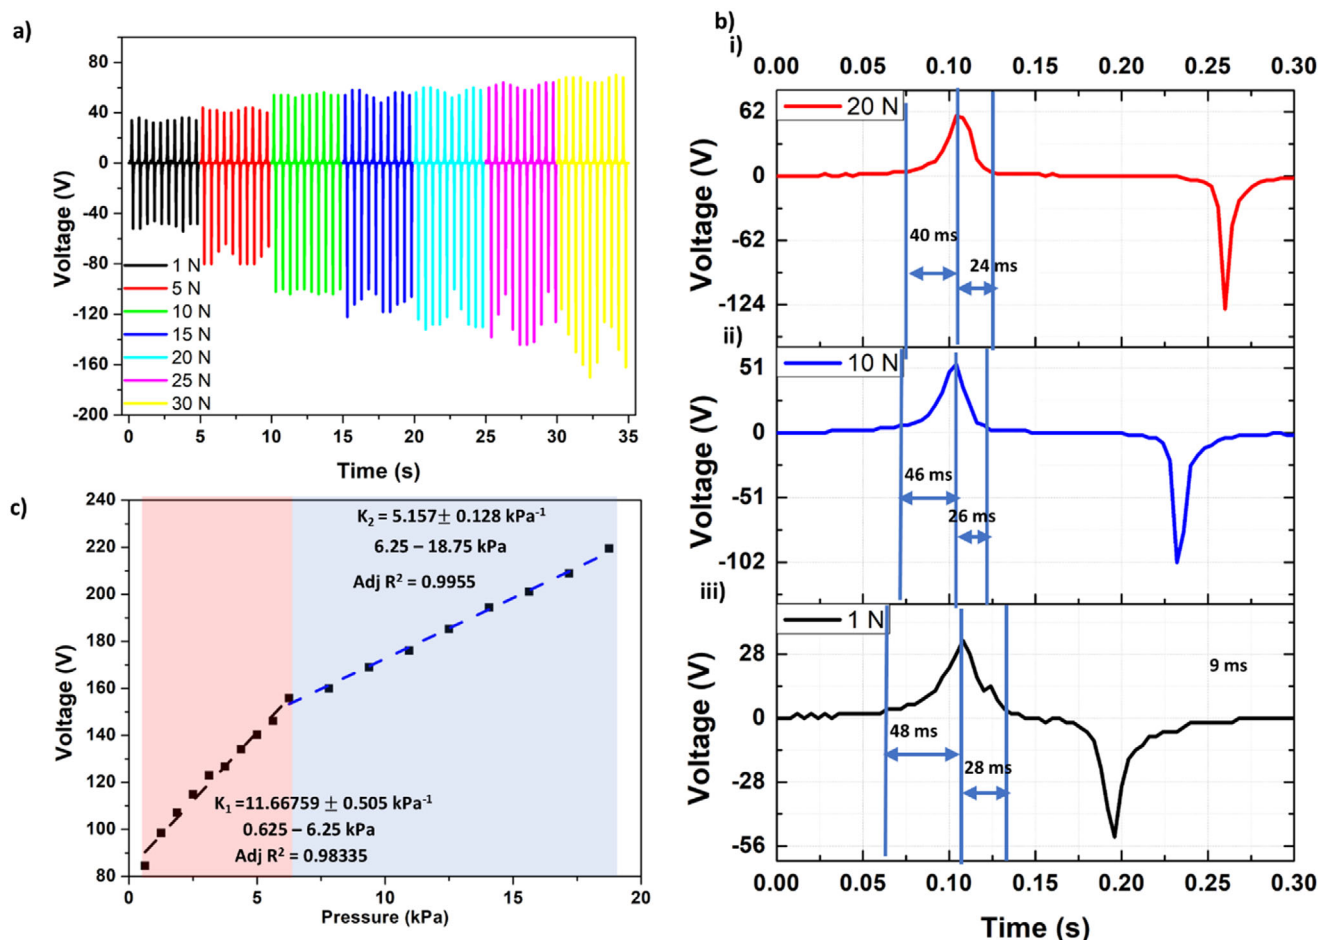 a)
80
40
0
-40
-80
-120
-160
-200
Voltage (V)
1 N
5 N
10 N
15 N
20 N
25 N
30 N
0 5 10 15 20 25 30 35
Time (s)
b)
i)
0.00 0.05 0.10 0.15 0.20 0.25 0.30
20 N
62
0
-62
-124
Voltage (V)
40 ms
24 ms
ii)
10 N
51
0
-51
-102
Voltage (V)
46 ms
26 ms
iii)
1 N
28
0
-28
-56
Voltage (V)
9 ms
48 ms
28 ms
0.00 0.05 0.10 0.15 0.20 0.25 0.30
Time (s)
c)
240
220
200
180
160
140
120
100
80
Voltage (V)
K₂ = 5.157± 0.128 kPa⁻¹
6.25 – 18.75 kPa
Adj R² = 0.9955
K₁ =11.66759 ± 0.505 kPa⁻¹
0.625 – 6.25 kPa
Adj R² = 0.98335
0 5 10 15 20
Pressure (kPa)